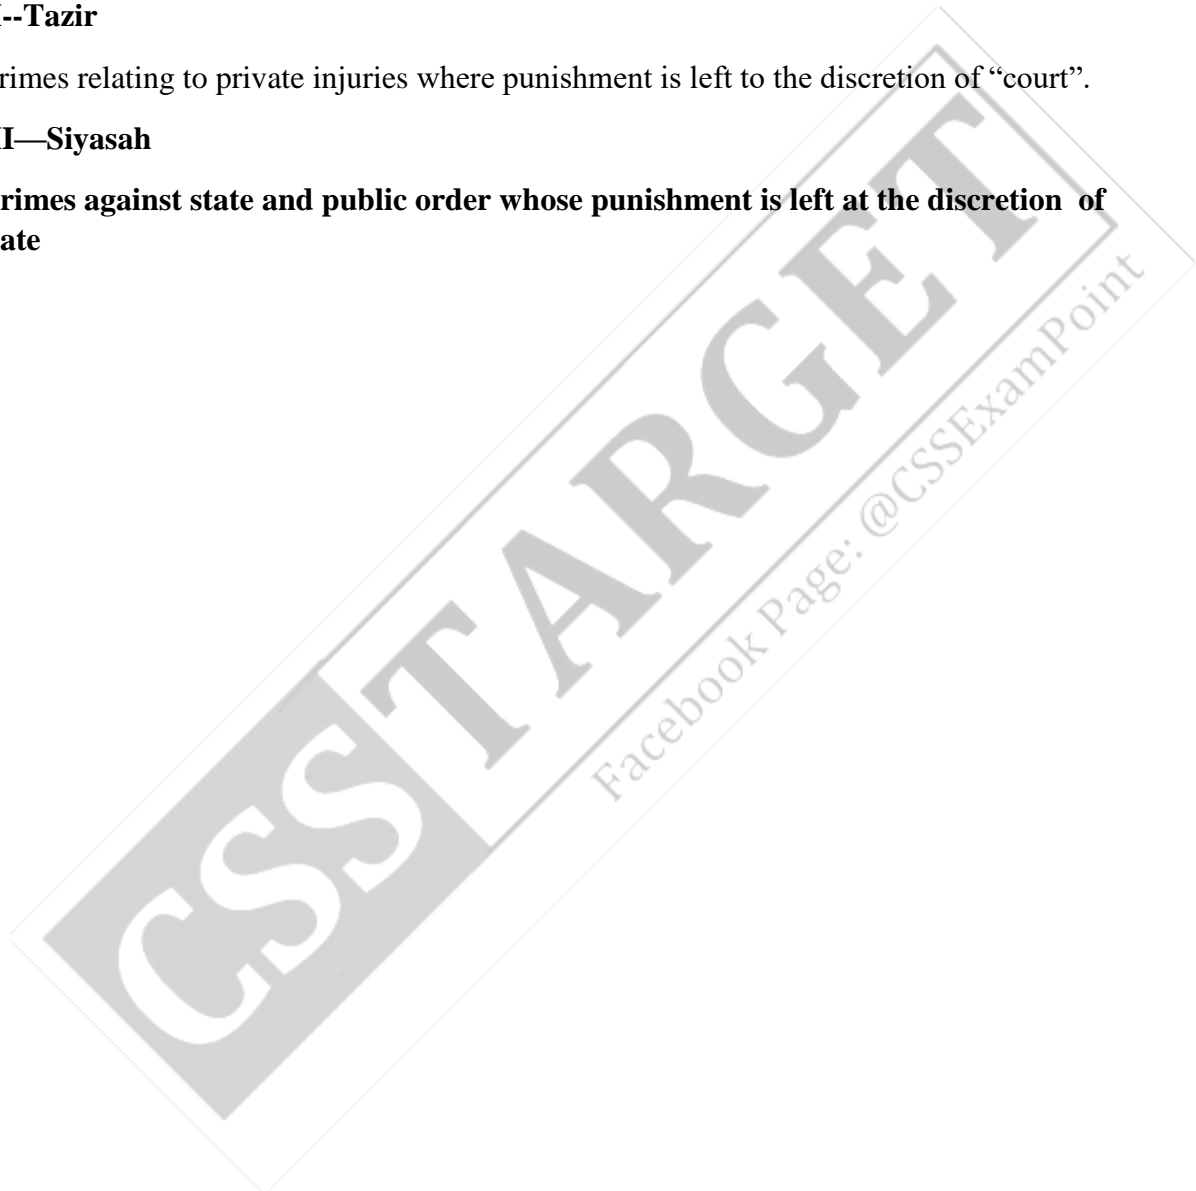 I--Tazir
rimes relating to private injuries where punishment is left to the discretion of “court”.
II—Siyasah
rimes against state and public order whose punishment is left at the discretion of
ate
CSSTARGET
Facebook Page: @CSSExamPoint